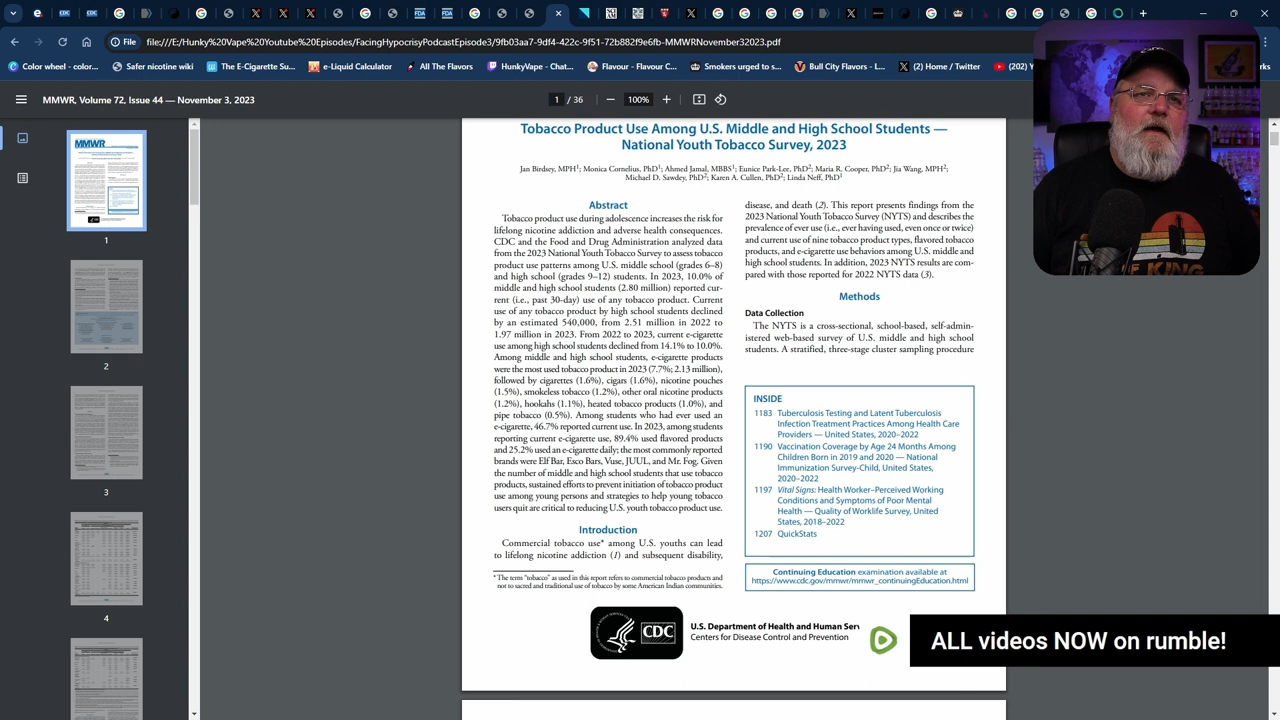 File
file:///E:/Hunky%20Vape%20Youtube%20Episodes/FacingHypocrisyPodcastEpisode3/9fb03aa7-9df4-422c-9f51-72b882f9e6fb-MMWRNovember32023.pdf
Color wheel - color...
Safer nicotine wiki
The E-Cigarette Su...
e-Liquid Calculator
All The Flavors
HunkyVape - Chat...
Flavour – Flavour C...
Smokers urged to s...
Bull City Flavors - L...
(2) Home / Twitter
(202) Y
rks
MMWR, Volume 72, Issue 44 — November 3, 2023
1 / 36
100%
Tobacco Product Use Among U.S. Middle and High School Students —
National Youth Tobacco Survey, 2023
Jan Birdsey, MPH1; Monica Cornelius, PhD1; Ahmed Jamal, MBBS1; Eunice Park-Lee, PhD2; Maria R. Cooper, PhD2; Jia Wang, MPH2;
Michael D. Sawdey, PhD2; Karen A. Cullen, PhD2; Linda Neff, PhD1
Abstract
Tobacco product use during adolescence increases the risk for
lifelong nicotine addiction and adverse health consequences.
CDC and the Food and Drug Administration analyzed data
from the 2023 National Youth Tobacco Survey to assess tobacco
product use patterns among U.S. middle school (grades 6–8)
and high school (grades 9–12) students. In 2023, 10.0% of
middle and high school students (2.80 million) reported cur-
rent (i.e., past 30-day) use of any tobacco product. Current
use of any tobacco product by high school students declined
by an estimated 540,000, from 2.51 million in 2022 to
1.97 million in 2023. From 2022 to 2023, current e-cigarette
use among high school students declined from 14.1% to 10.0%.
Among middle and high school students, e-cigarette products
were the most used tobacco product in 2023 (7.7%; 2.13 million),
followed by cigarettes (1.6%), cigars (1.6%), nicotine pouches
(1.5%), smokeless tobacco (1.2%), other oral nicotine products
(1.2%), hookahs (1.1%), heated tobacco products (1.0%), and
pipe tobacco (0.5%). Among students who had ever used an
e-cigarette, 46.7% reported current use. In 2023, among students
reporting current e-cigarette use, 89.4% used flavored products
and 25.2% used an e-cigarette daily; the most commonly reported
brands were Elf Bar, Esco Bars, Vuse, JUUL, and Mr. Fog. Given
the number of middle and high school students that use tobacco
products, sustained efforts to prevent initiation of tobacco product
use among young persons and strategies to help young tobacco
users quit are critical to reducing U.S. youth tobacco product use.
Introduction
Commercial tobacco use* among U.S. youths can lead
to lifelong nicotine addiction (1) and subsequent disability,
* The term "tobacco" as used in this report refers to commercial tobacco products and
not to sacred and traditional use of tobacco by some American Indian communities.
disease, and death (2). This report presents findings from the
2023 National Youth Tobacco Survey (NYTS) and describes the
prevalence of ever use (i.e., ever having used, even once or twice)
and current use of nine tobacco product types, flavored tobacco
products, and e-cigarette use behaviors among U.S. middle and
high school students. In addition, 2023 NYTS results are com-
pared with those reported for 2022 NYTS data (3).
Methods
Data Collection
The NYTS is a cross-sectional, school-based, self-admin-
istered web-based survey of U.S. middle and high school
students. A stratified, three-stage cluster sampling procedure
INSIDE
1183 Tuberculosis Testing and Latent Tuberculosis
Infection Treatment Practices Among Health Care
Providers — United States, 2020–2022
1190 Vaccination Coverage by Age 24 Months Among
Children Born in 2019 and 2020 — National
Immunization Survey-Child, United States,
2020–2022
1197 Vital Signs: Health Worker–Perceived Working
Conditions and Symptoms of Poor Mental
Health — Quality of Worklife Survey, United
States, 2018–2022
1207 QuickStats
Continuing Education examination available at
https://www.cdc.gov/mmwr/mmwr_continuingEducation.html
CDC
U.S. Department of Health and Human Serv
Centers for Disease Control and Prevention
ALL videos NOW on rumble!
MMWR
1
2
3
4